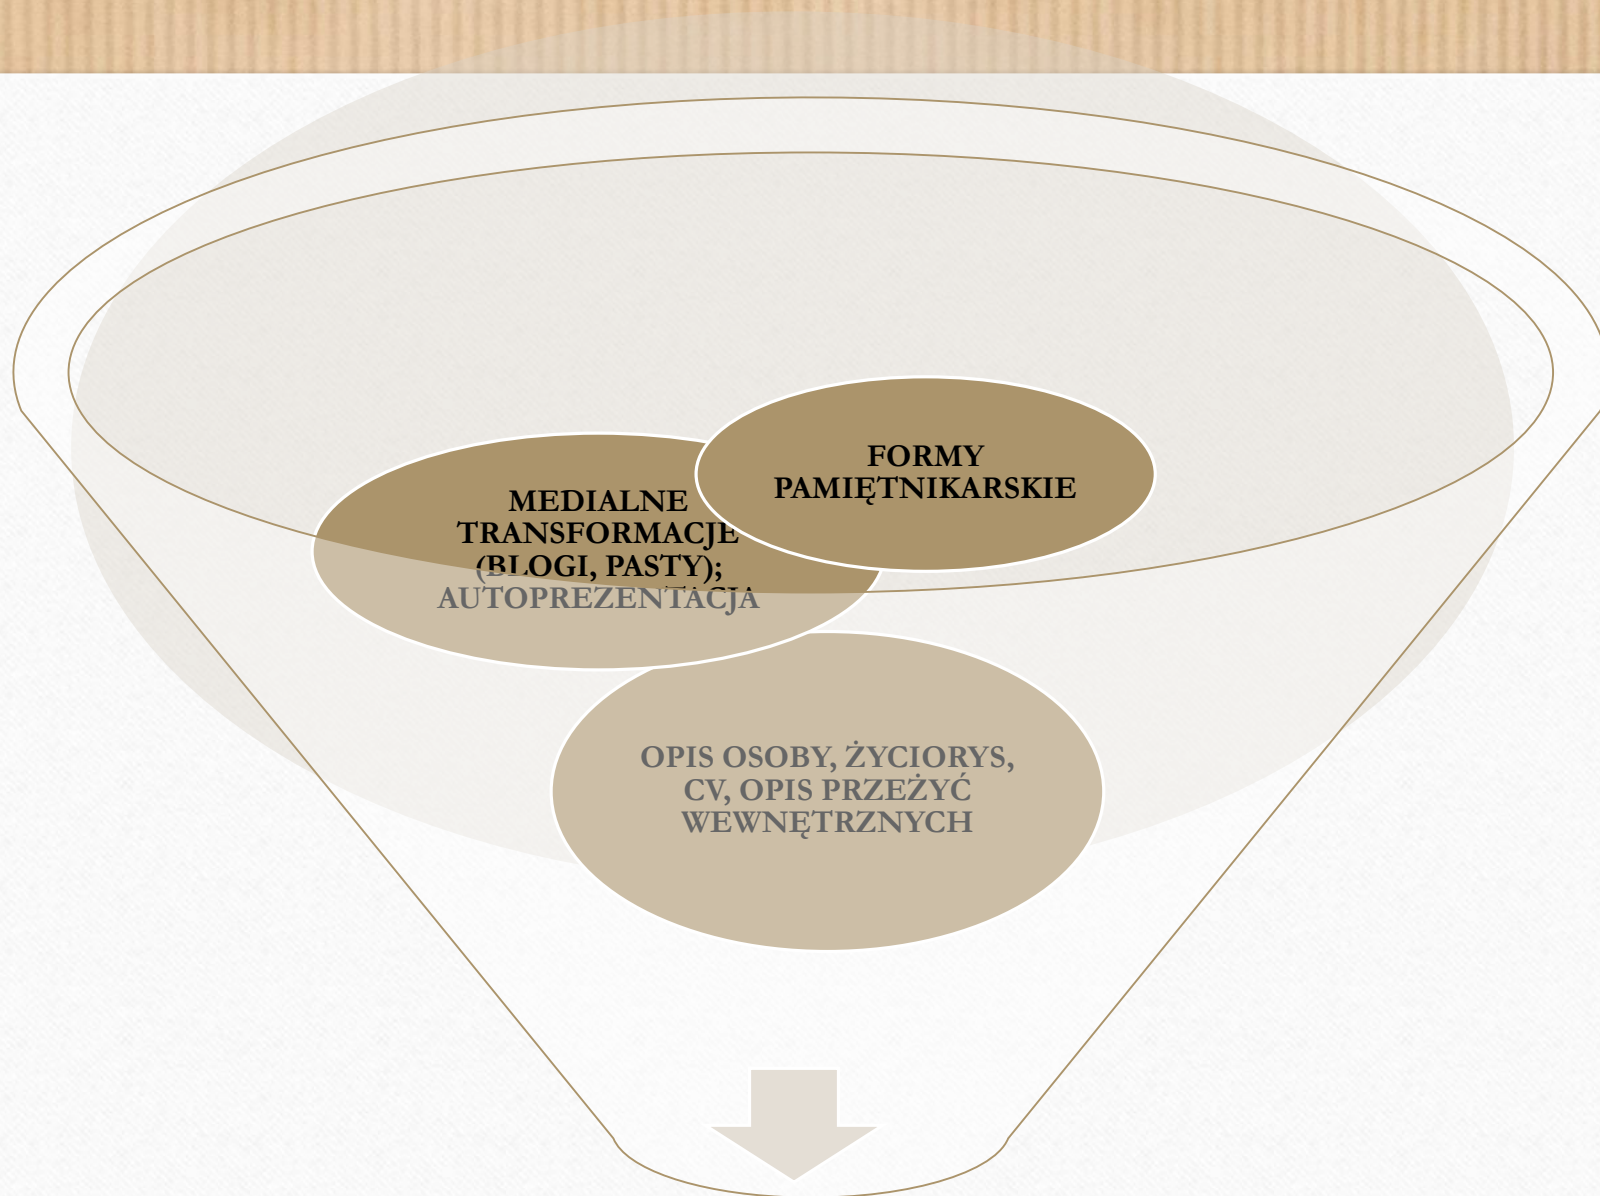 FORMY
PAMIĘTNIKARSKIE
MEDIALNE
TRANSFORMACJE
(BLOGI, PASTY);
AUTOPREZENTACJA
OPIS OSOBY, ŻYCIORYS,
CV, OPIS PRZEŻYĆ
WEWNĘTRZNYCH